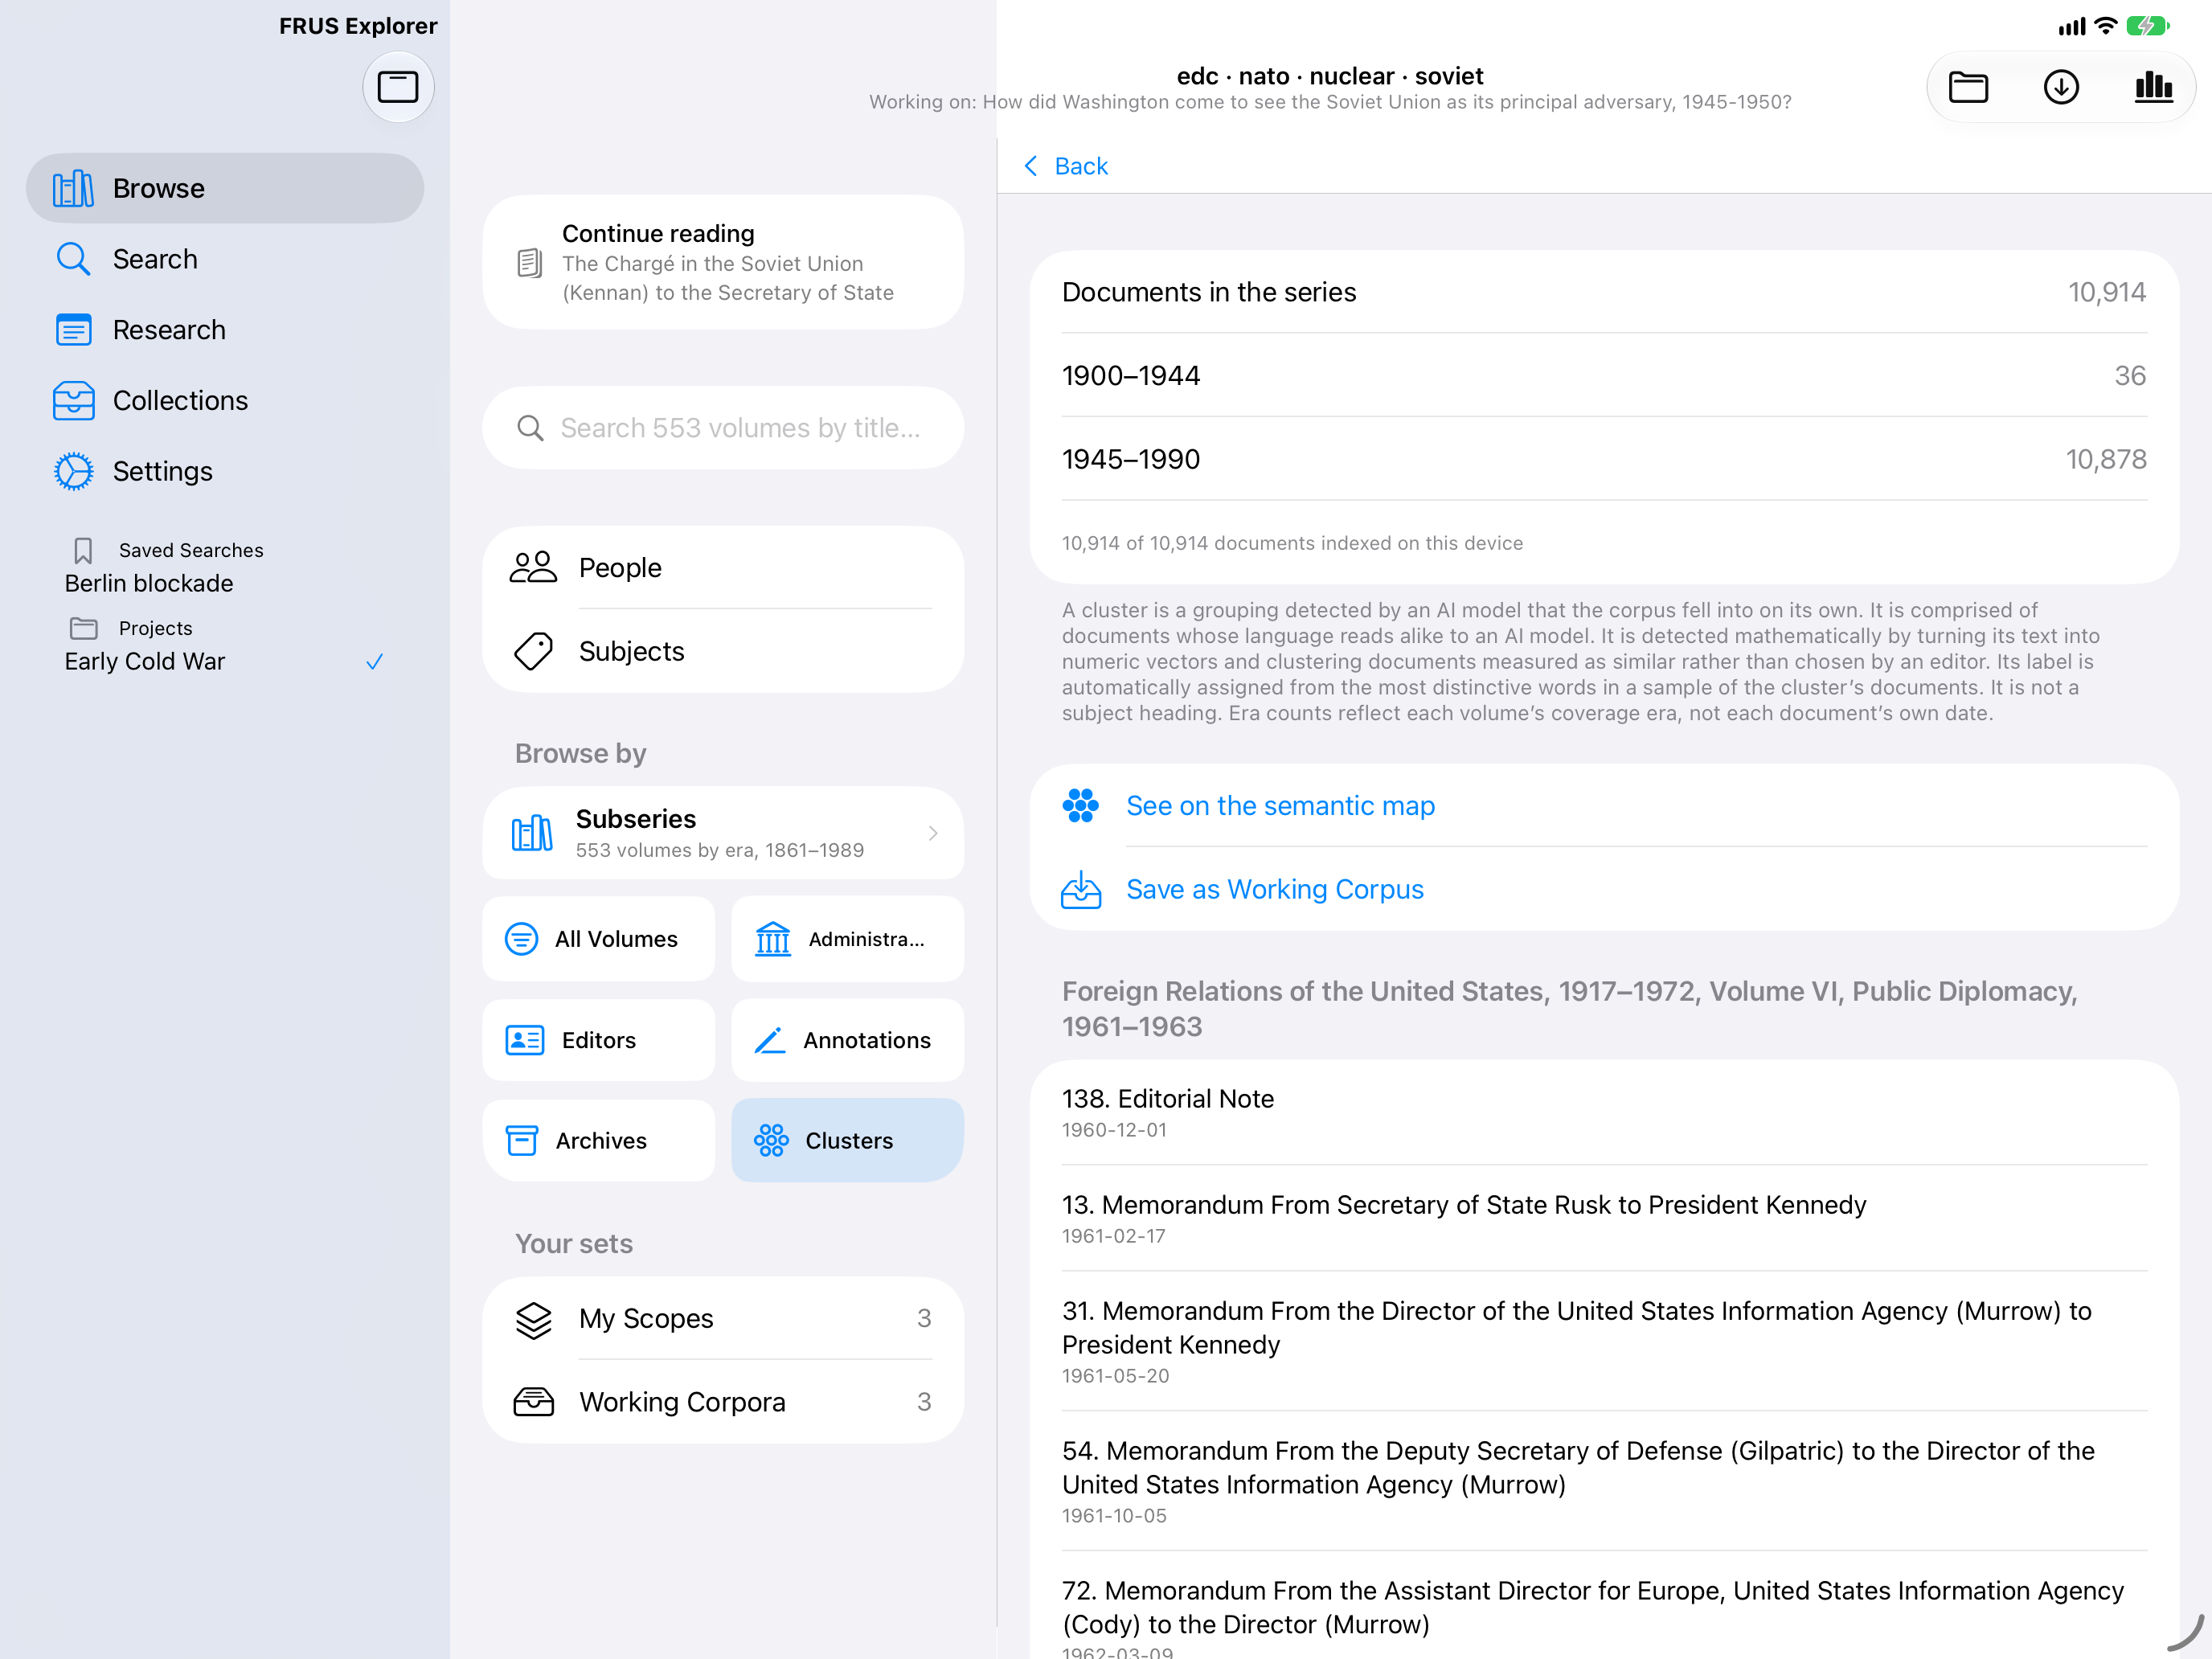 FRUS Explorer
Browse
Search
Research
Collections
Settings
Saved Searches
Berlin blockade
Projects
Early Cold War
Continue reading
The Chargé in the Soviet Union
(Kennan) to the Secretary of State
Search 553 volumes by title...
People
Subjects
Browse by
Subseries
553 volumes by era, 1861–1989
All Volumes
Administra...
Editors
Annotations
Archives
Clusters
Your sets
My Scopes 3
Working Corpora 3
edc · nato · nuclear · soviet
Working on: How did Washington come to see the Soviet Union as its principal adversary, 1945-1950?
Back
Documents in the series 10,914
1900–1944 36
1945–1990 10,878
10,914 of 10,914 documents indexed on this device
A cluster is a grouping detected by an AI model that the corpus fell into on its own. It is comprised of
documents whose language reads alike to an AI model. It is detected mathematically by turning its text into
numeric vectors and clustering documents measured as similar rather than chosen by an editor. Its label is
automatically assigned from the most distinctive words in a sample of the cluster’s documents. It is not a
subject heading. Era counts reflect each volume’s coverage era, not each document’s own date.
See on the semantic map
Save as Working Corpus
Foreign Relations of the United States, 1917–1972, Volume VI, Public Diplomacy,
1961–1963
138. Editorial Note
1960-12-01
13. Memorandum From Secretary of State Rusk to President Kennedy
1961-02-17
31. Memorandum From the Director of the United States Information Agency (Murrow) to
President Kennedy
1961-05-20
54. Memorandum From the Deputy Secretary of Defense (Gilpatric) to the Director of the
United States Information Agency (Murrow)
1961-10-05
72. Memorandum From the Assistant Director for Europe, United States Information Agency
(Cody) to the Director (Murrow)
1962-03-09